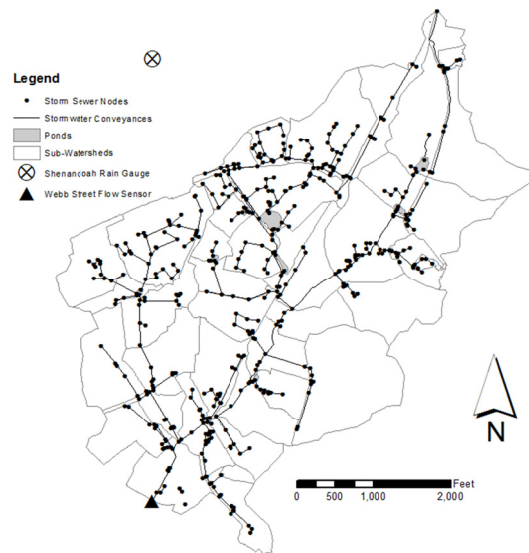 Legend
Storm Sewer Nodes
Stormwater Conveyances
Ponds
Sub-Watersheds
Shenandoah Rain Gauge
Webb Street Flow Sensor
N
Feet
0 500 1,000 2,000